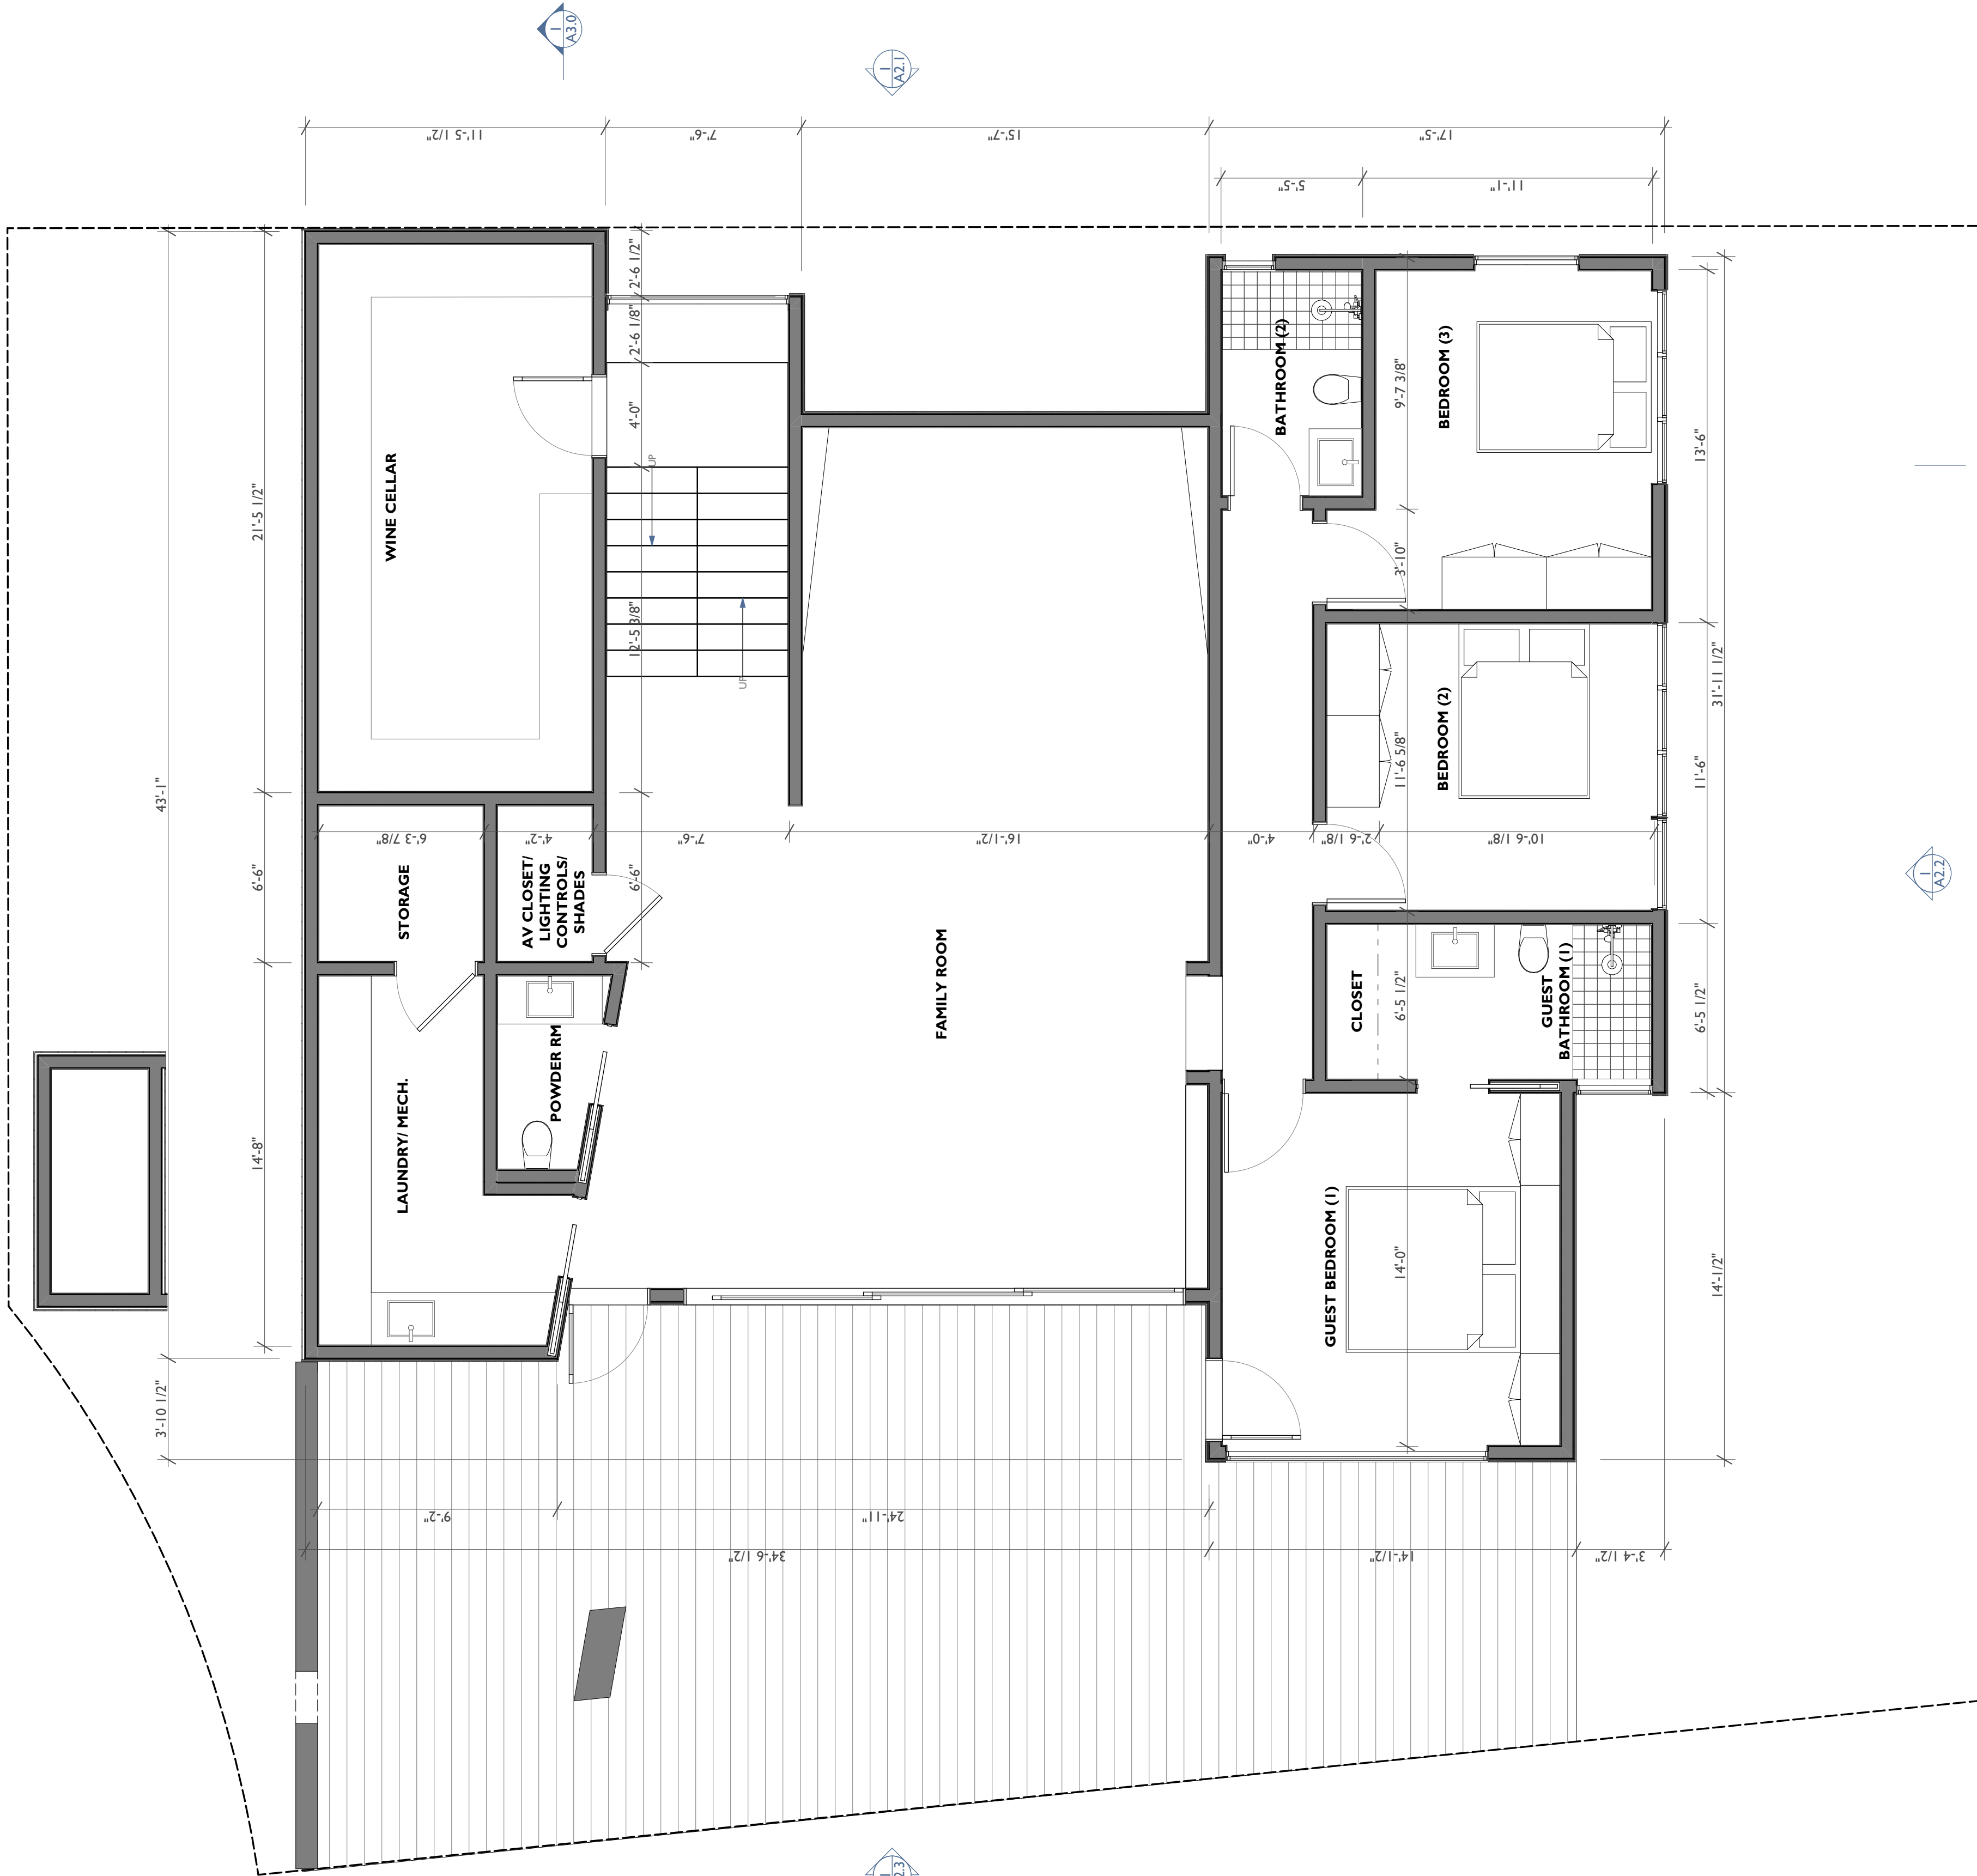 1
A3.0
1
A2.1
11'-5 1/2"
7'-6"
15'-7"
17'-5"
5'-5"
11'-1"
43'-1"
3'-10 1/2"
21'-5 1/2"
6'-6"
14'-8"
2'-6 1/2"
2'-6 1/8"
4'-0"
12'-5 3/8"
6'-6"
WINE CELLAR
UP
UP
STORAGE
AV CLOSET/
LIGHTING
CONTROLS/
SHADES
6'-3 7/8"
4'-2"
7'-6"
16'-1/2"
4'-0"
2'-6 1/8"
10'-6 1/8"
LAUNDRY/ MECH.
POWDER RM
FAMILY ROOM
BATHROOM (2)
BEDROOM (3)
BEDROOM (2)
CLOSET
GUEST
BATHROOM (1)
GUEST BEDROOM (1)
9'-7 3/8"
3'-10"
11'-6 5/8"
6'-5 1/2"
14'-0"
13'-6"
11'-6"
6'-5 1/2"
31'-11 1/2"
14'-1/2"
9'-2"
24'-11"
34'-6 1/2"
14'-1/2"
3'-4 1/2"
1
A2.2
2.3